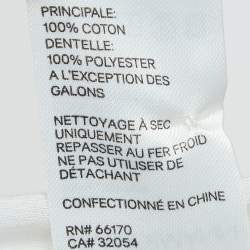 PRINCIPALE:
100% COTON
DENTELLE:
100% POLYESTER
A L'EXCEPTION DES
GALONS
NETTOYAGE À SEC
UNIQUEMENT
REPASSER AU FER FROID
NE PAS UTILISER DE
DÉTACHANT
CONFECTIONNÉ EN CHINE
RN# 66170
CA# 32054